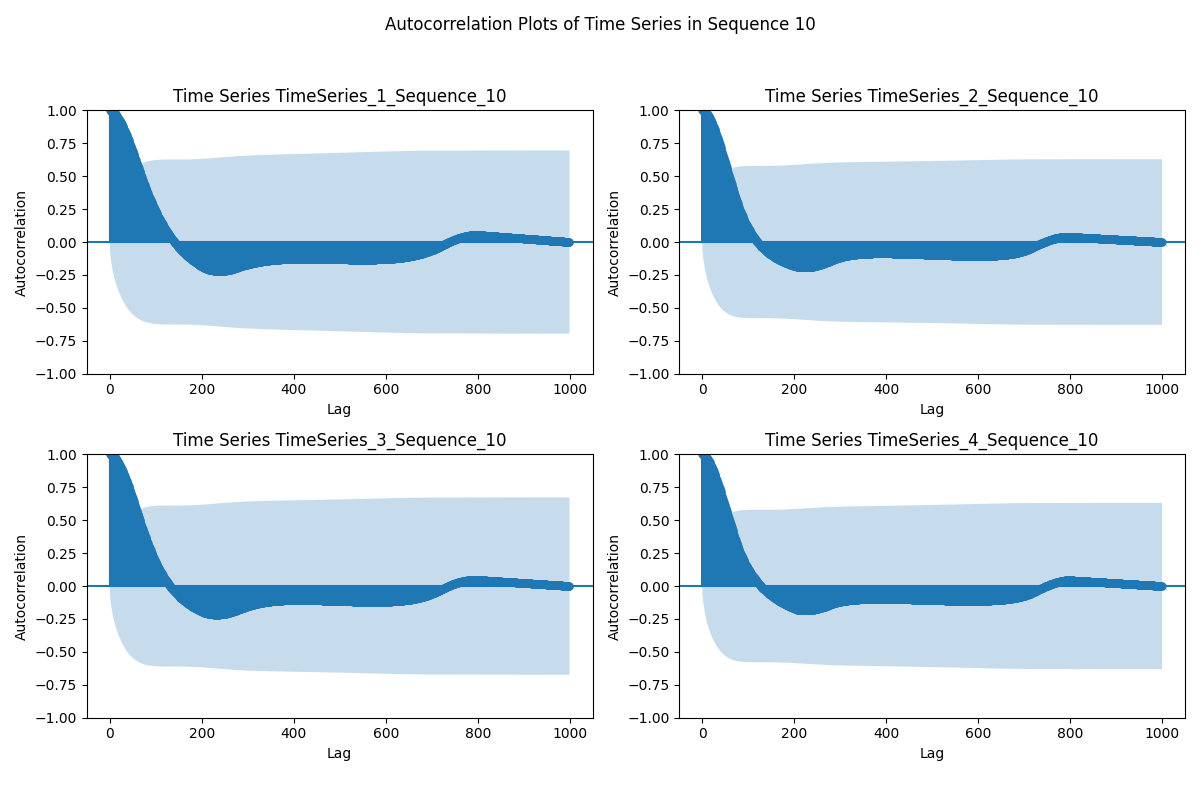 Autocorrelation Plots of Time Series in Sequence 10
Time Series TimeSeries_1_Sequence_10
Autocorrelation
1.00
0.75
0.50
0.25
0.00
−0.25
−0.50
−0.75
−1.00
0 200 400 600 800 1000
Lag
Time Series TimeSeries_2_Sequence_10
Autocorrelation
1.00
0.75
0.50
0.25
0.00
−0.25
−0.50
−0.75
−1.00
0 200 400 600 800 1000
Lag
Time Series TimeSeries_3_Sequence_10
Autocorrelation
1.00
0.75
0.50
0.25
0.00
−0.25
−0.50
−0.75
−1.00
0 200 400 600 800 1000
Lag
Time Series TimeSeries_4_Sequence_10
Autocorrelation
1.00
0.75
0.50
0.25
0.00
−0.25
−0.50
−0.75
−1.00
0 200 400 600 800 1000
Lag